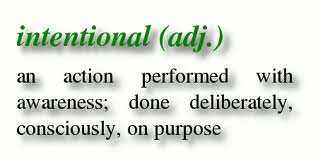 intentional (adj.)
an action performed with
awareness; done deliberately,
consciously, on purpose